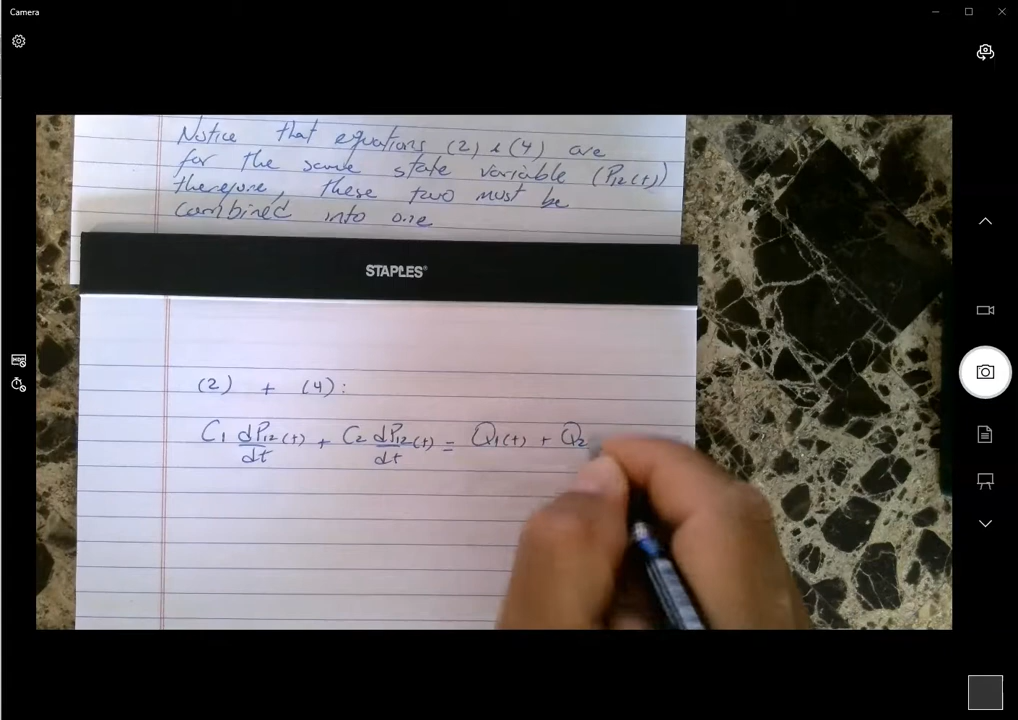 Camera
Notice that equations (2) & (4) are
for the same state variable (P12(t))
therefore, these two must be
combined into one
STAPLES®
(2) + (4):
C1 dP12(t)/dt + C2 dP12(t)/dt = Q1(t) + Q2